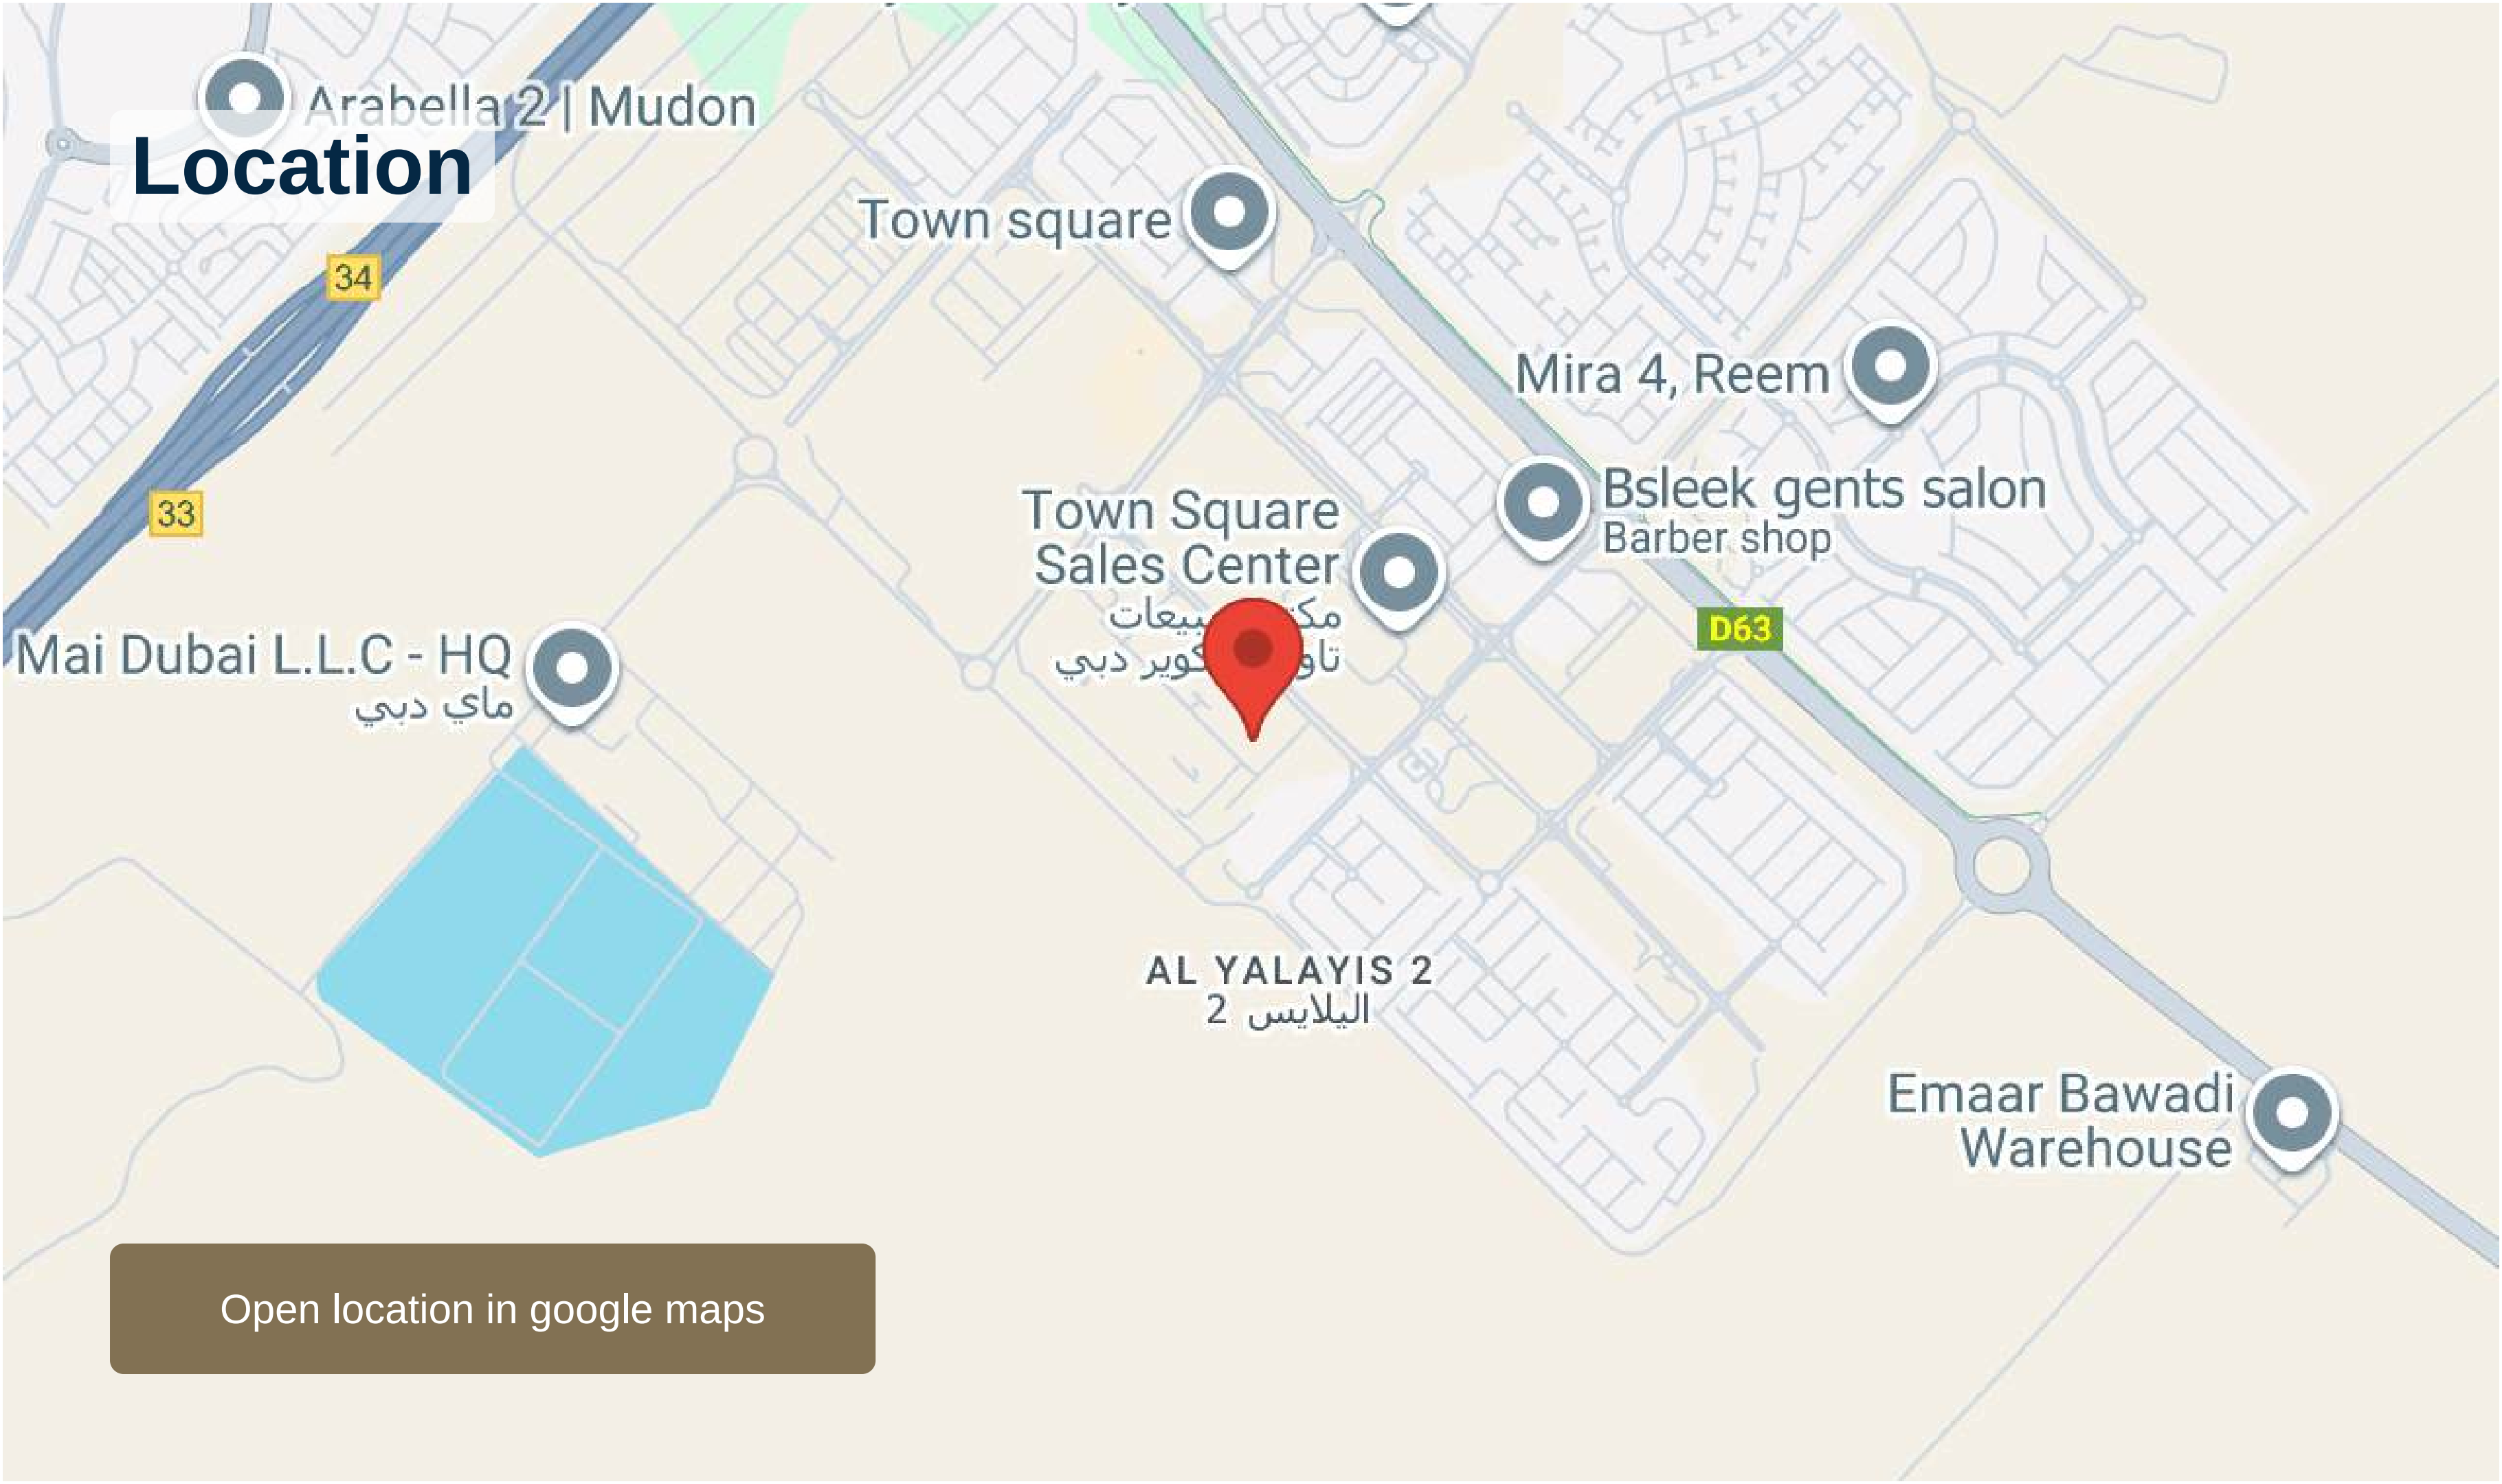 Arabella 2 | Mudon
Location
Town square
34
Mira 4, Reem
33
Bsleek gents salon
Barber shop
Town Square
Sales Center
D63
Mai Dubai L.L.C - HQ
ماي دبي
AL YALAYIS 2
اليلايس 2
Emaar Bawadi
Warehouse
Open location in google maps